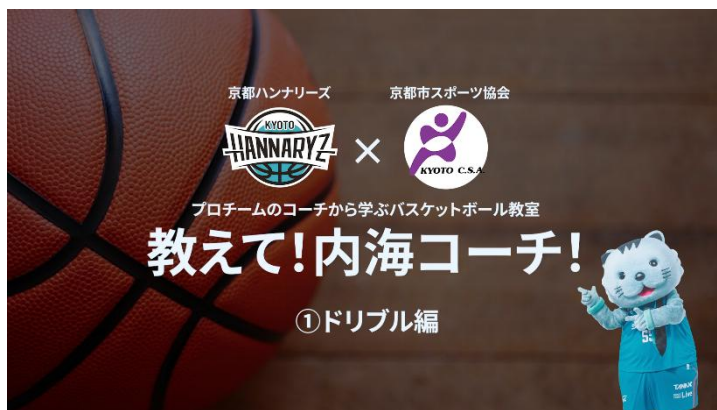 京都ハンナリーズ
京都市スポーツ協会
KYOTO
HANNARYZ
×
KYOTO C.S.A.
プロチームのコーチから学ぶバスケットボール教室
教えて!内海コーチ!
①ドリブル編